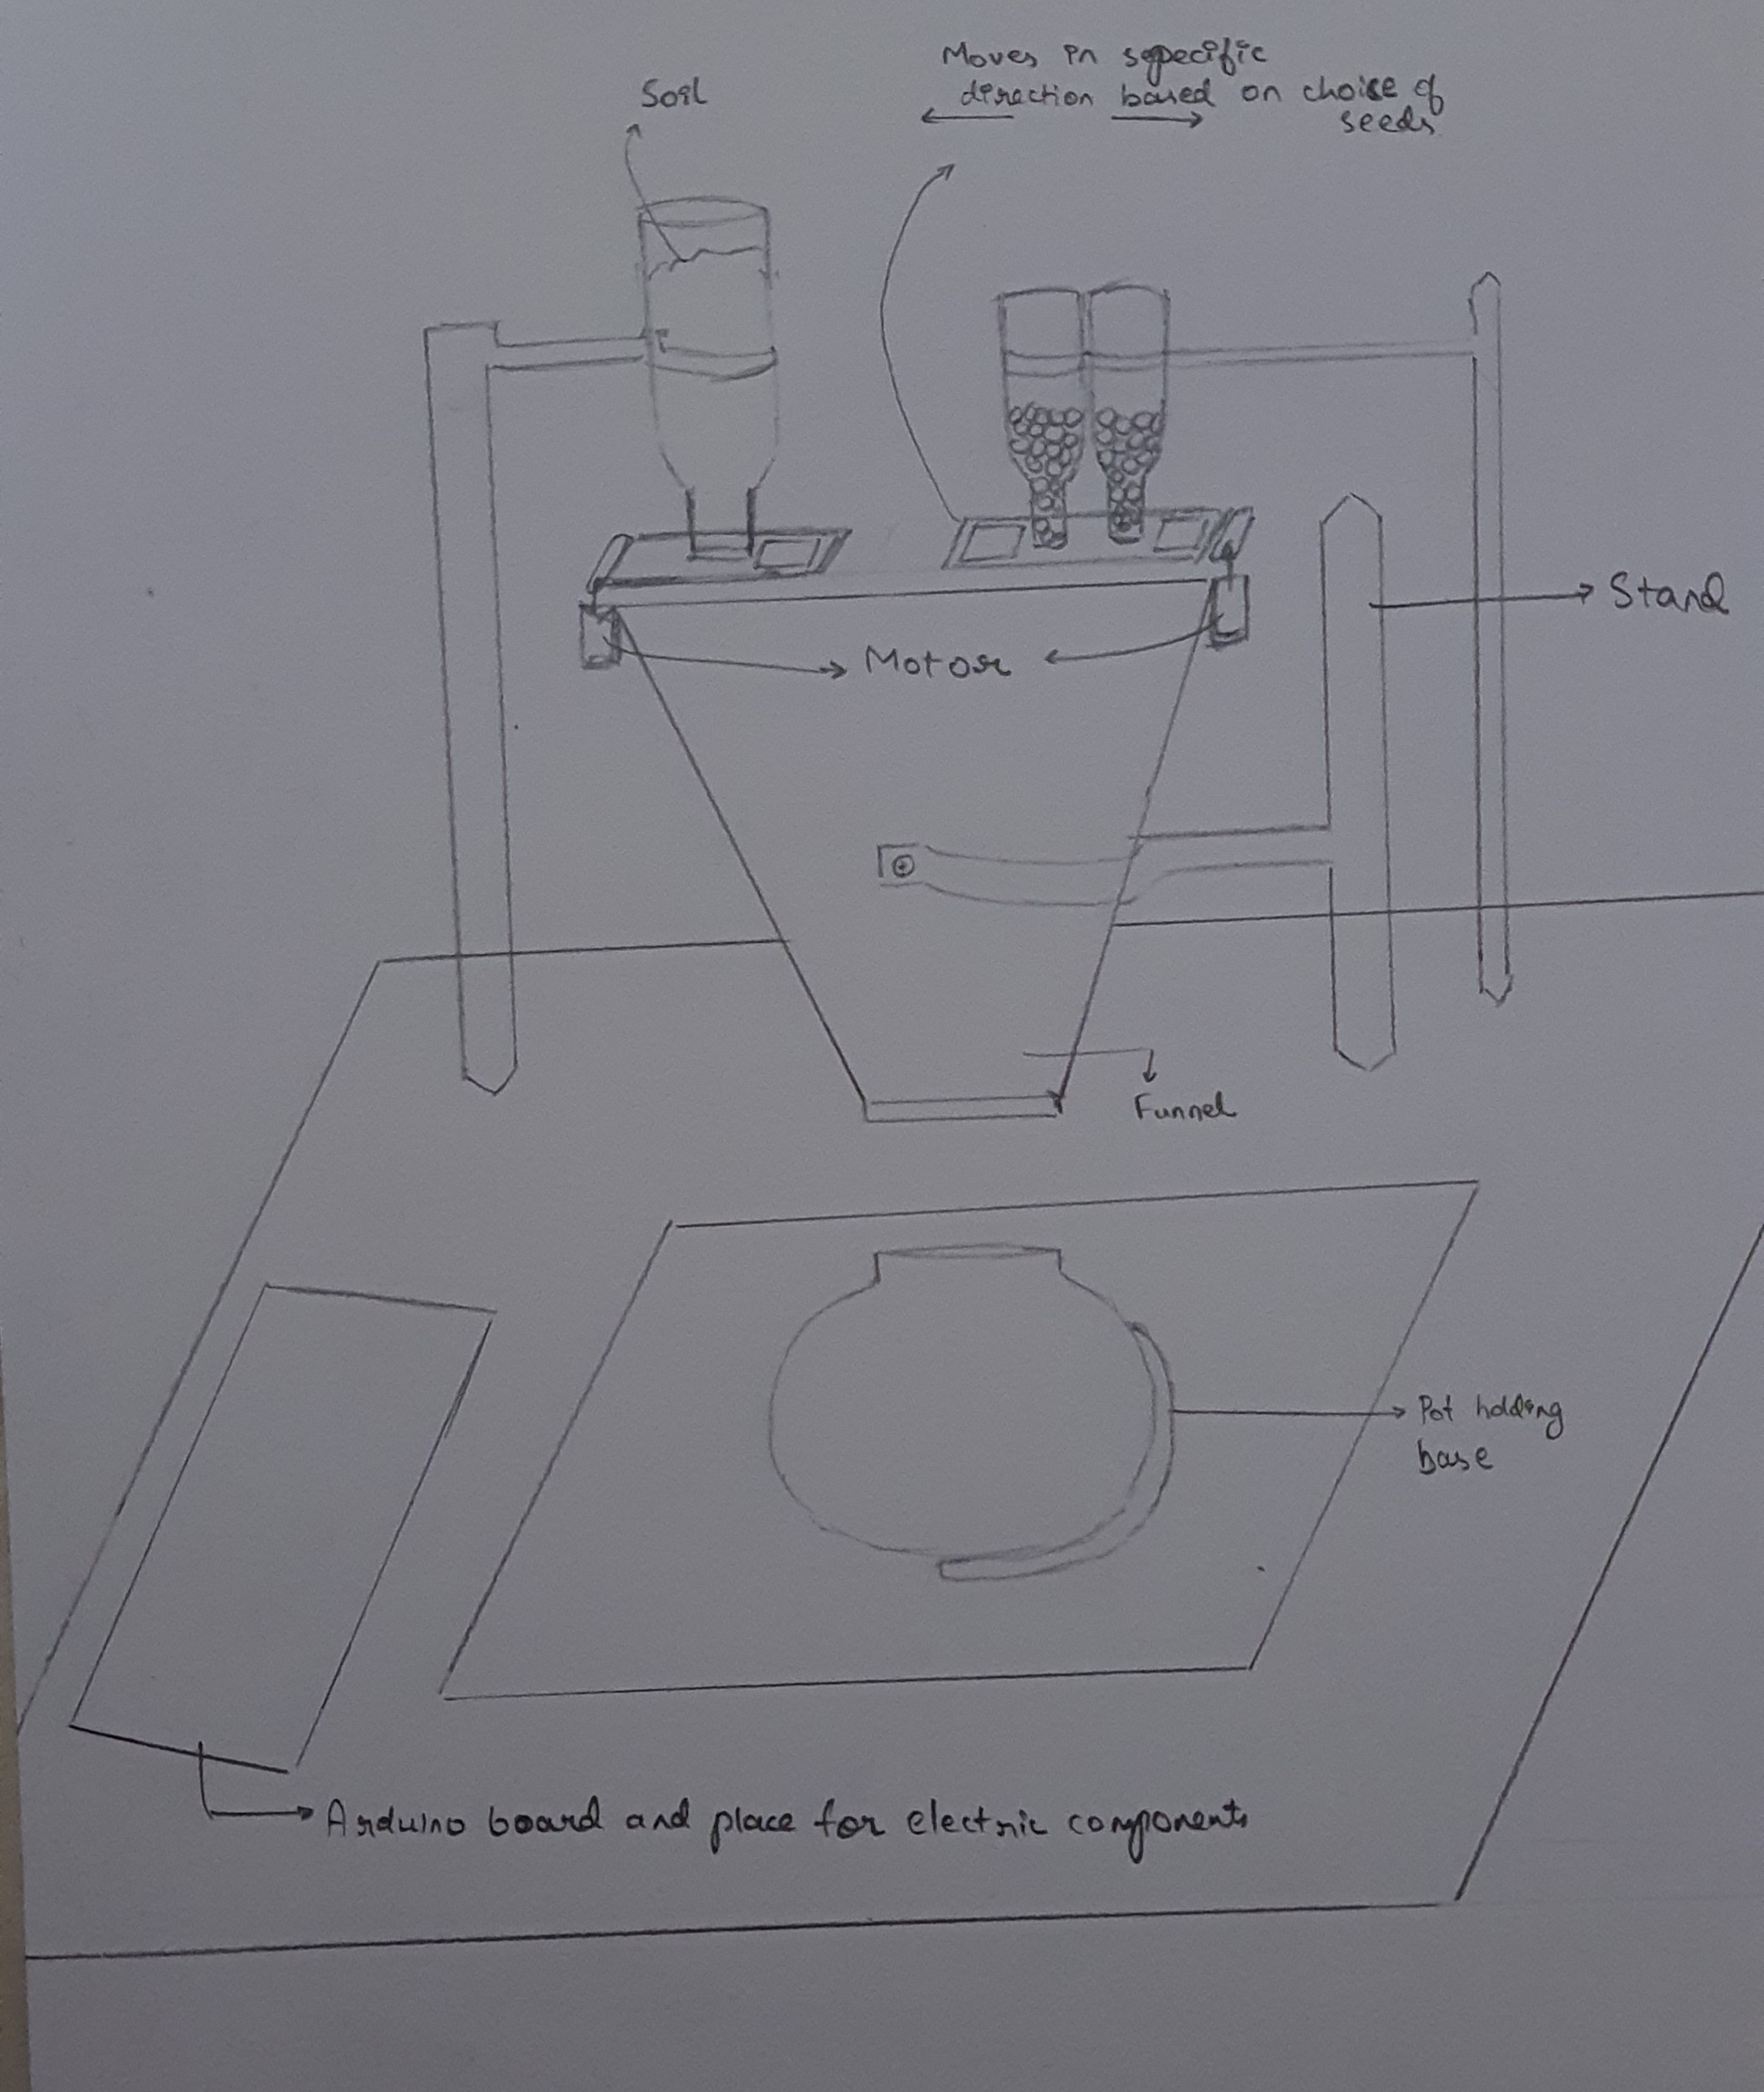 Moves in sopecific
direction based on choise of
seeds
Soil
Stand
Motor
Funnel
Pot holding
base
Arduino board and place for electric components